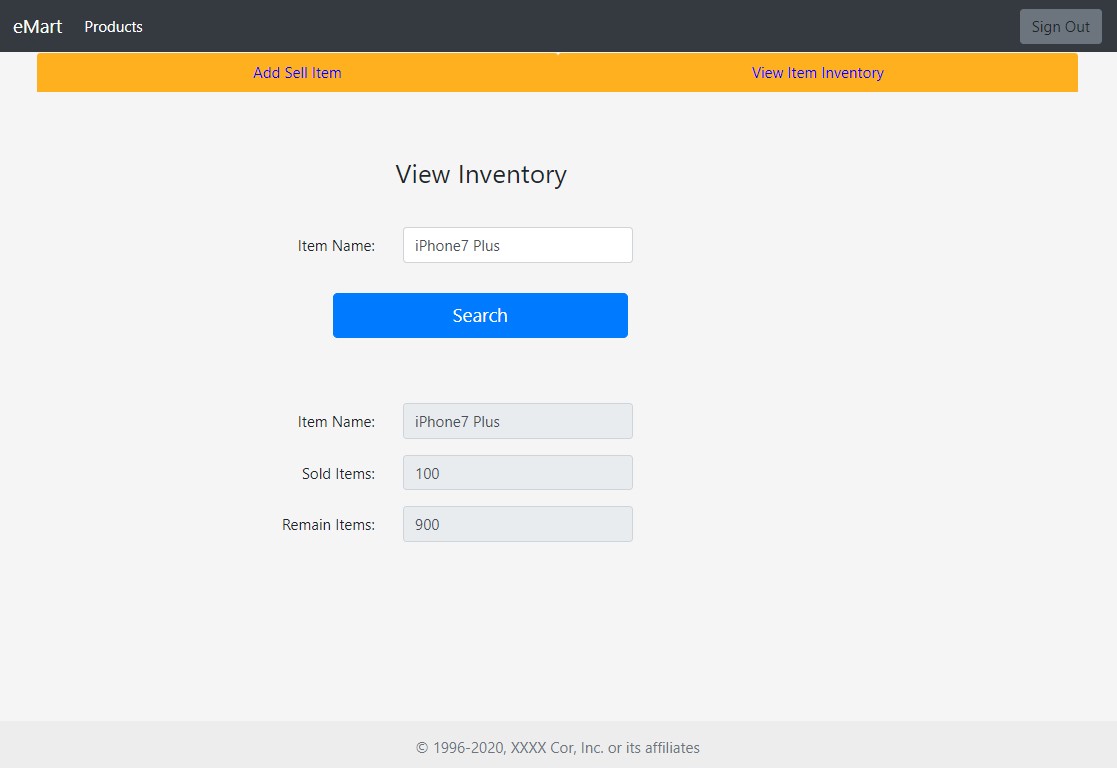 eMart Products Sign Out
Add Sell Item View Item Inventory
View Inventory
Item Name: iPhone7 Plus
Search
Item Name: iPhone7 Plus
Sold Items: 100
Remain Items: 900
© 1996-2020, XXXX Cor, Inc. or its affiliates